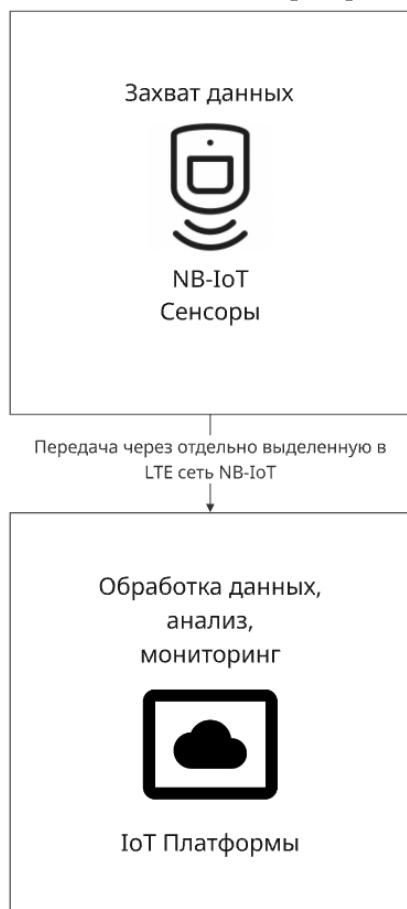 Захват данных
NB-IoT
Сенсоры
Передача через отдельно выделенную в
LTE сеть NB-IoT
Обработка данных,
анализ,
мониторинг
IoT Платформы